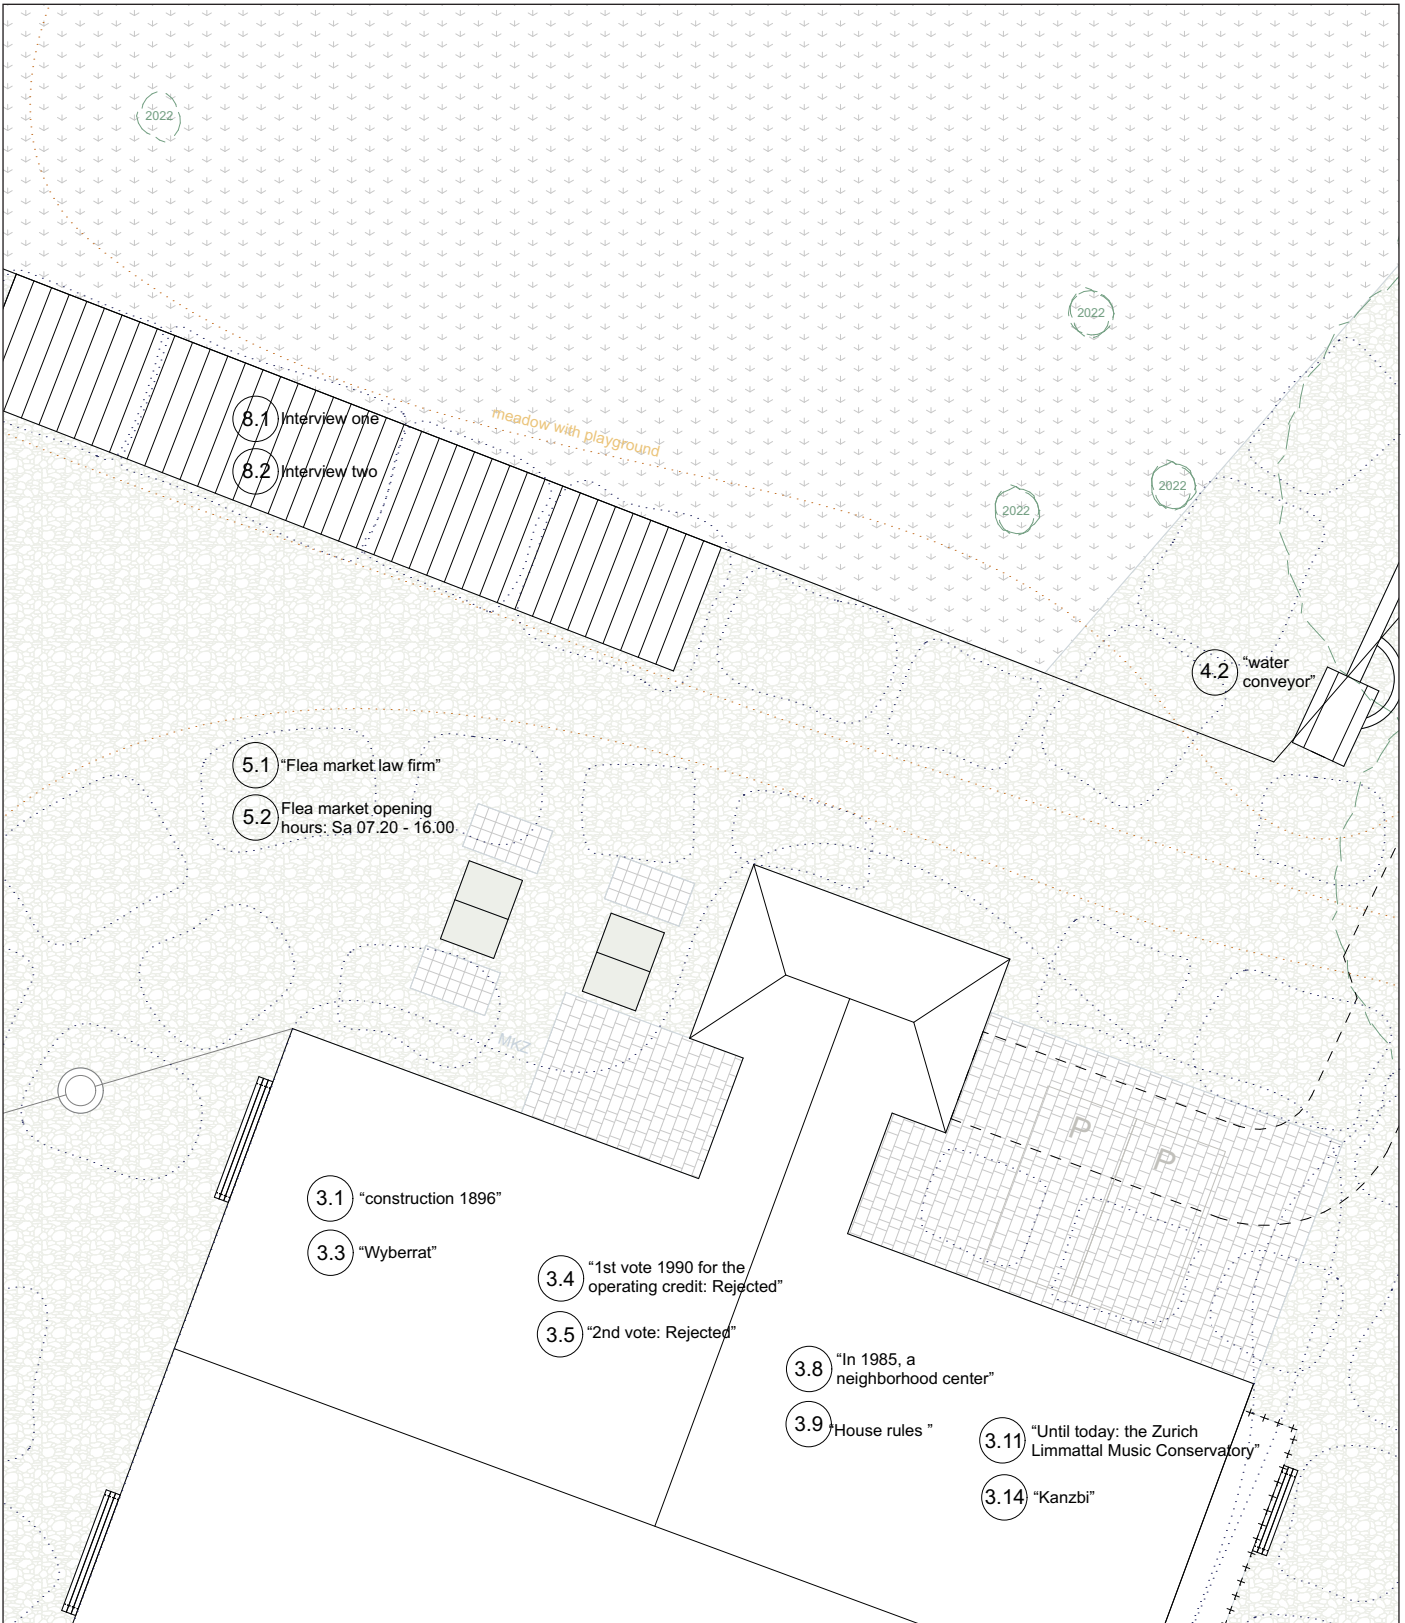 2022
2022
meadow with playground
8.1 Interview one
8.2 Interview two
2022
2022
4.2 “water
conveyor”
5.1 “Flea market law firm”
5.2 Flea market opening
hours: Sa 07.20 - 16.00
MKZ
P
P
3.1 “construction 1896”
3.3 “Wyberrat”
3.4 “1st vote 1990 for the
operating credit: Rejected”
3.5 “2nd vote: Rejected”
3.8 “In 1985, a
neighborhood center”
3.9 “House rules ”
3.11 “Until today: the Zurich
Limmattal Music Conservatory”
3.14 “Kanzbi”